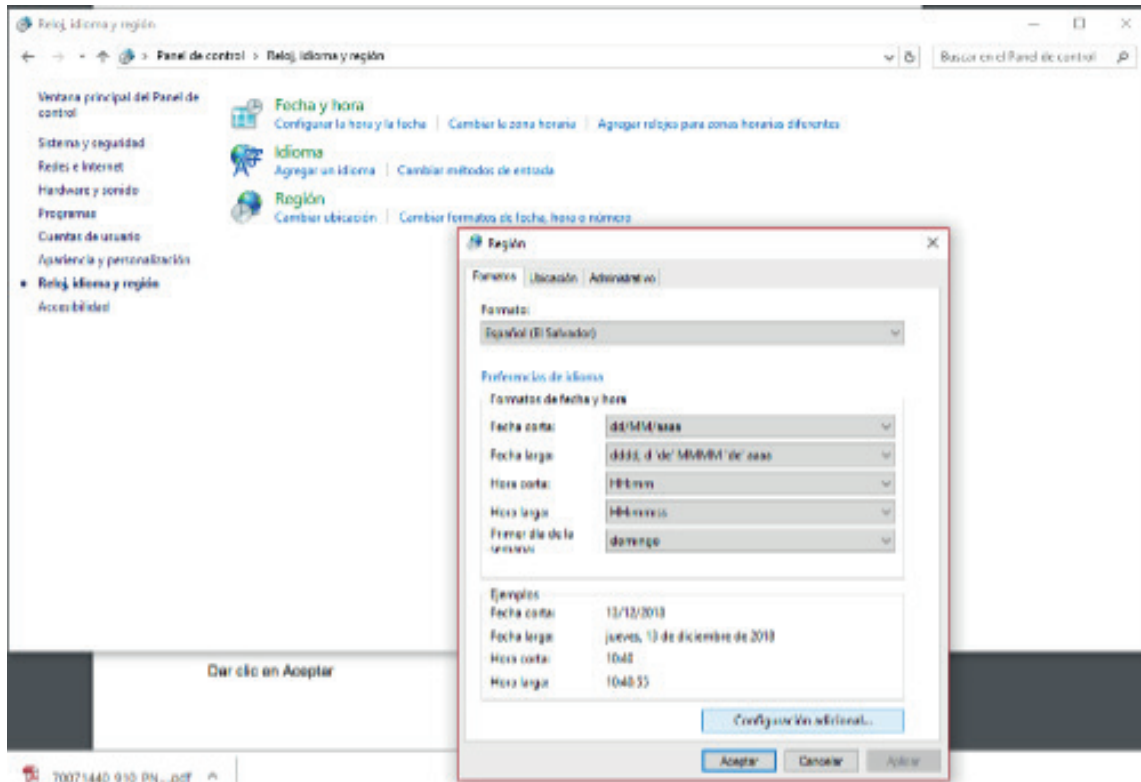 Reloj, idioma y región
Panel de control > Reloj, idioma y región
Buscar en el Panel de control
Ventana principal del Panel de control
Sistema y seguridad
Redes e Internet
Hardware y sonido
Programas
Cuentas de usuario
Apariencia y personalización
Reloj, idioma y región
Accesibilidad
Fecha y hora
Configurar la hora y la fecha | Cambiar la zona horaria | Agregar relojes para zonas horarias diferentes
Idioma
Agregar un idioma | Cambiar métodos de entrada
Región
Cambiar ubicación | Cambiar formatos de fecha, hora o número
Región
Formatos Ubicación Administrativo
Formato:
Español (El Salvador)
Preferencias de idioma
Formatos de fecha y hora
Fecha corta: dd/MM/aaaa
Fecha larga: dddd, d 'de' MMMM 'de' aaaa
Hora corta: HH:mm
Hora larga: HH:mm:ss
Primer día de la semana: domingo
Ejemplos
Fecha corta: 13/12/2018
Fecha larga: jueves, 13 de diciembre de 2018
Hora corta: 10:40
Hora larga: 10:40:55
Configuración adicional...
Aceptar Cancelar Aplicar
Dar clic en Aceptar
70071440 910 PN....pdf